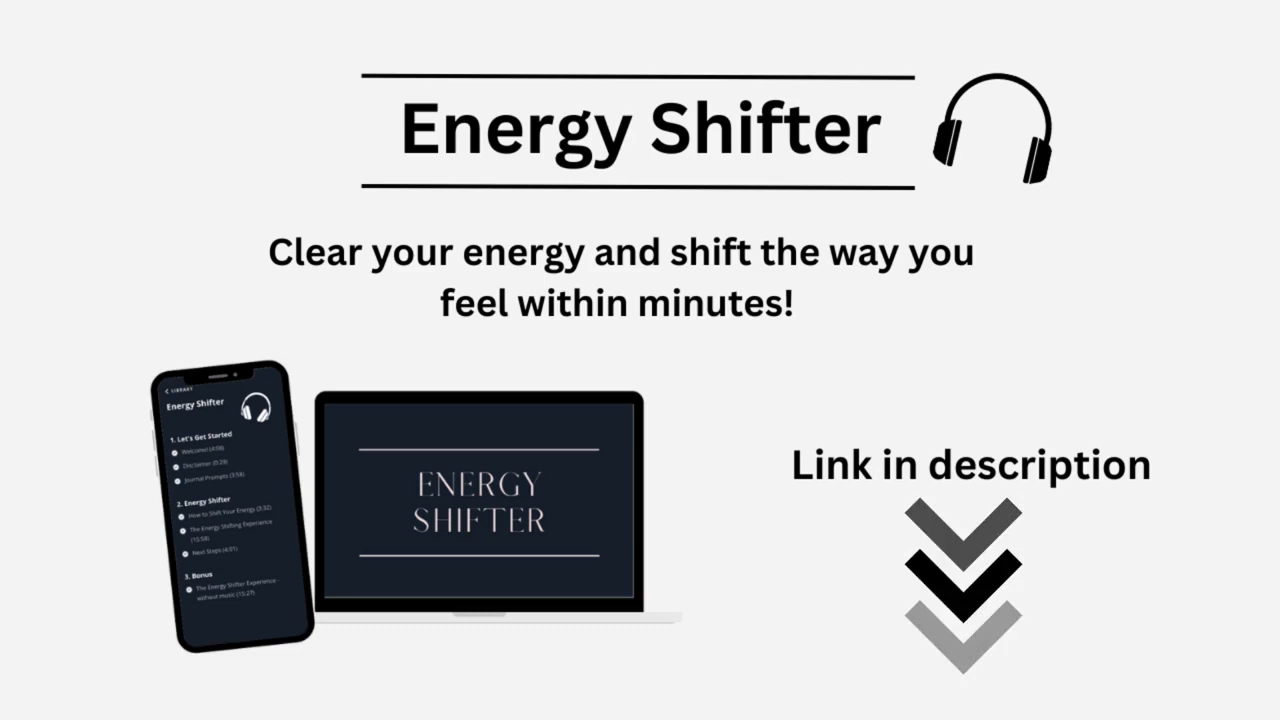 Energy Shifter
Clear your energy and shift the way you
feel within minutes!
LIBRARY
Energy Shifter
1. Let's Get Started
Welcome! (4:08)
Disclaimer (0:29)
Journal Prompts (3:58)
2. Energy Shifter
How to Shift Your Energy (3:32)
The Energy Shifting Experience
(15:58)
Next Steps (4:01)
3. Bonus
The Energy Shifter Experience -
without music (15:27)
ENERGY
SHIFTER
Link in description